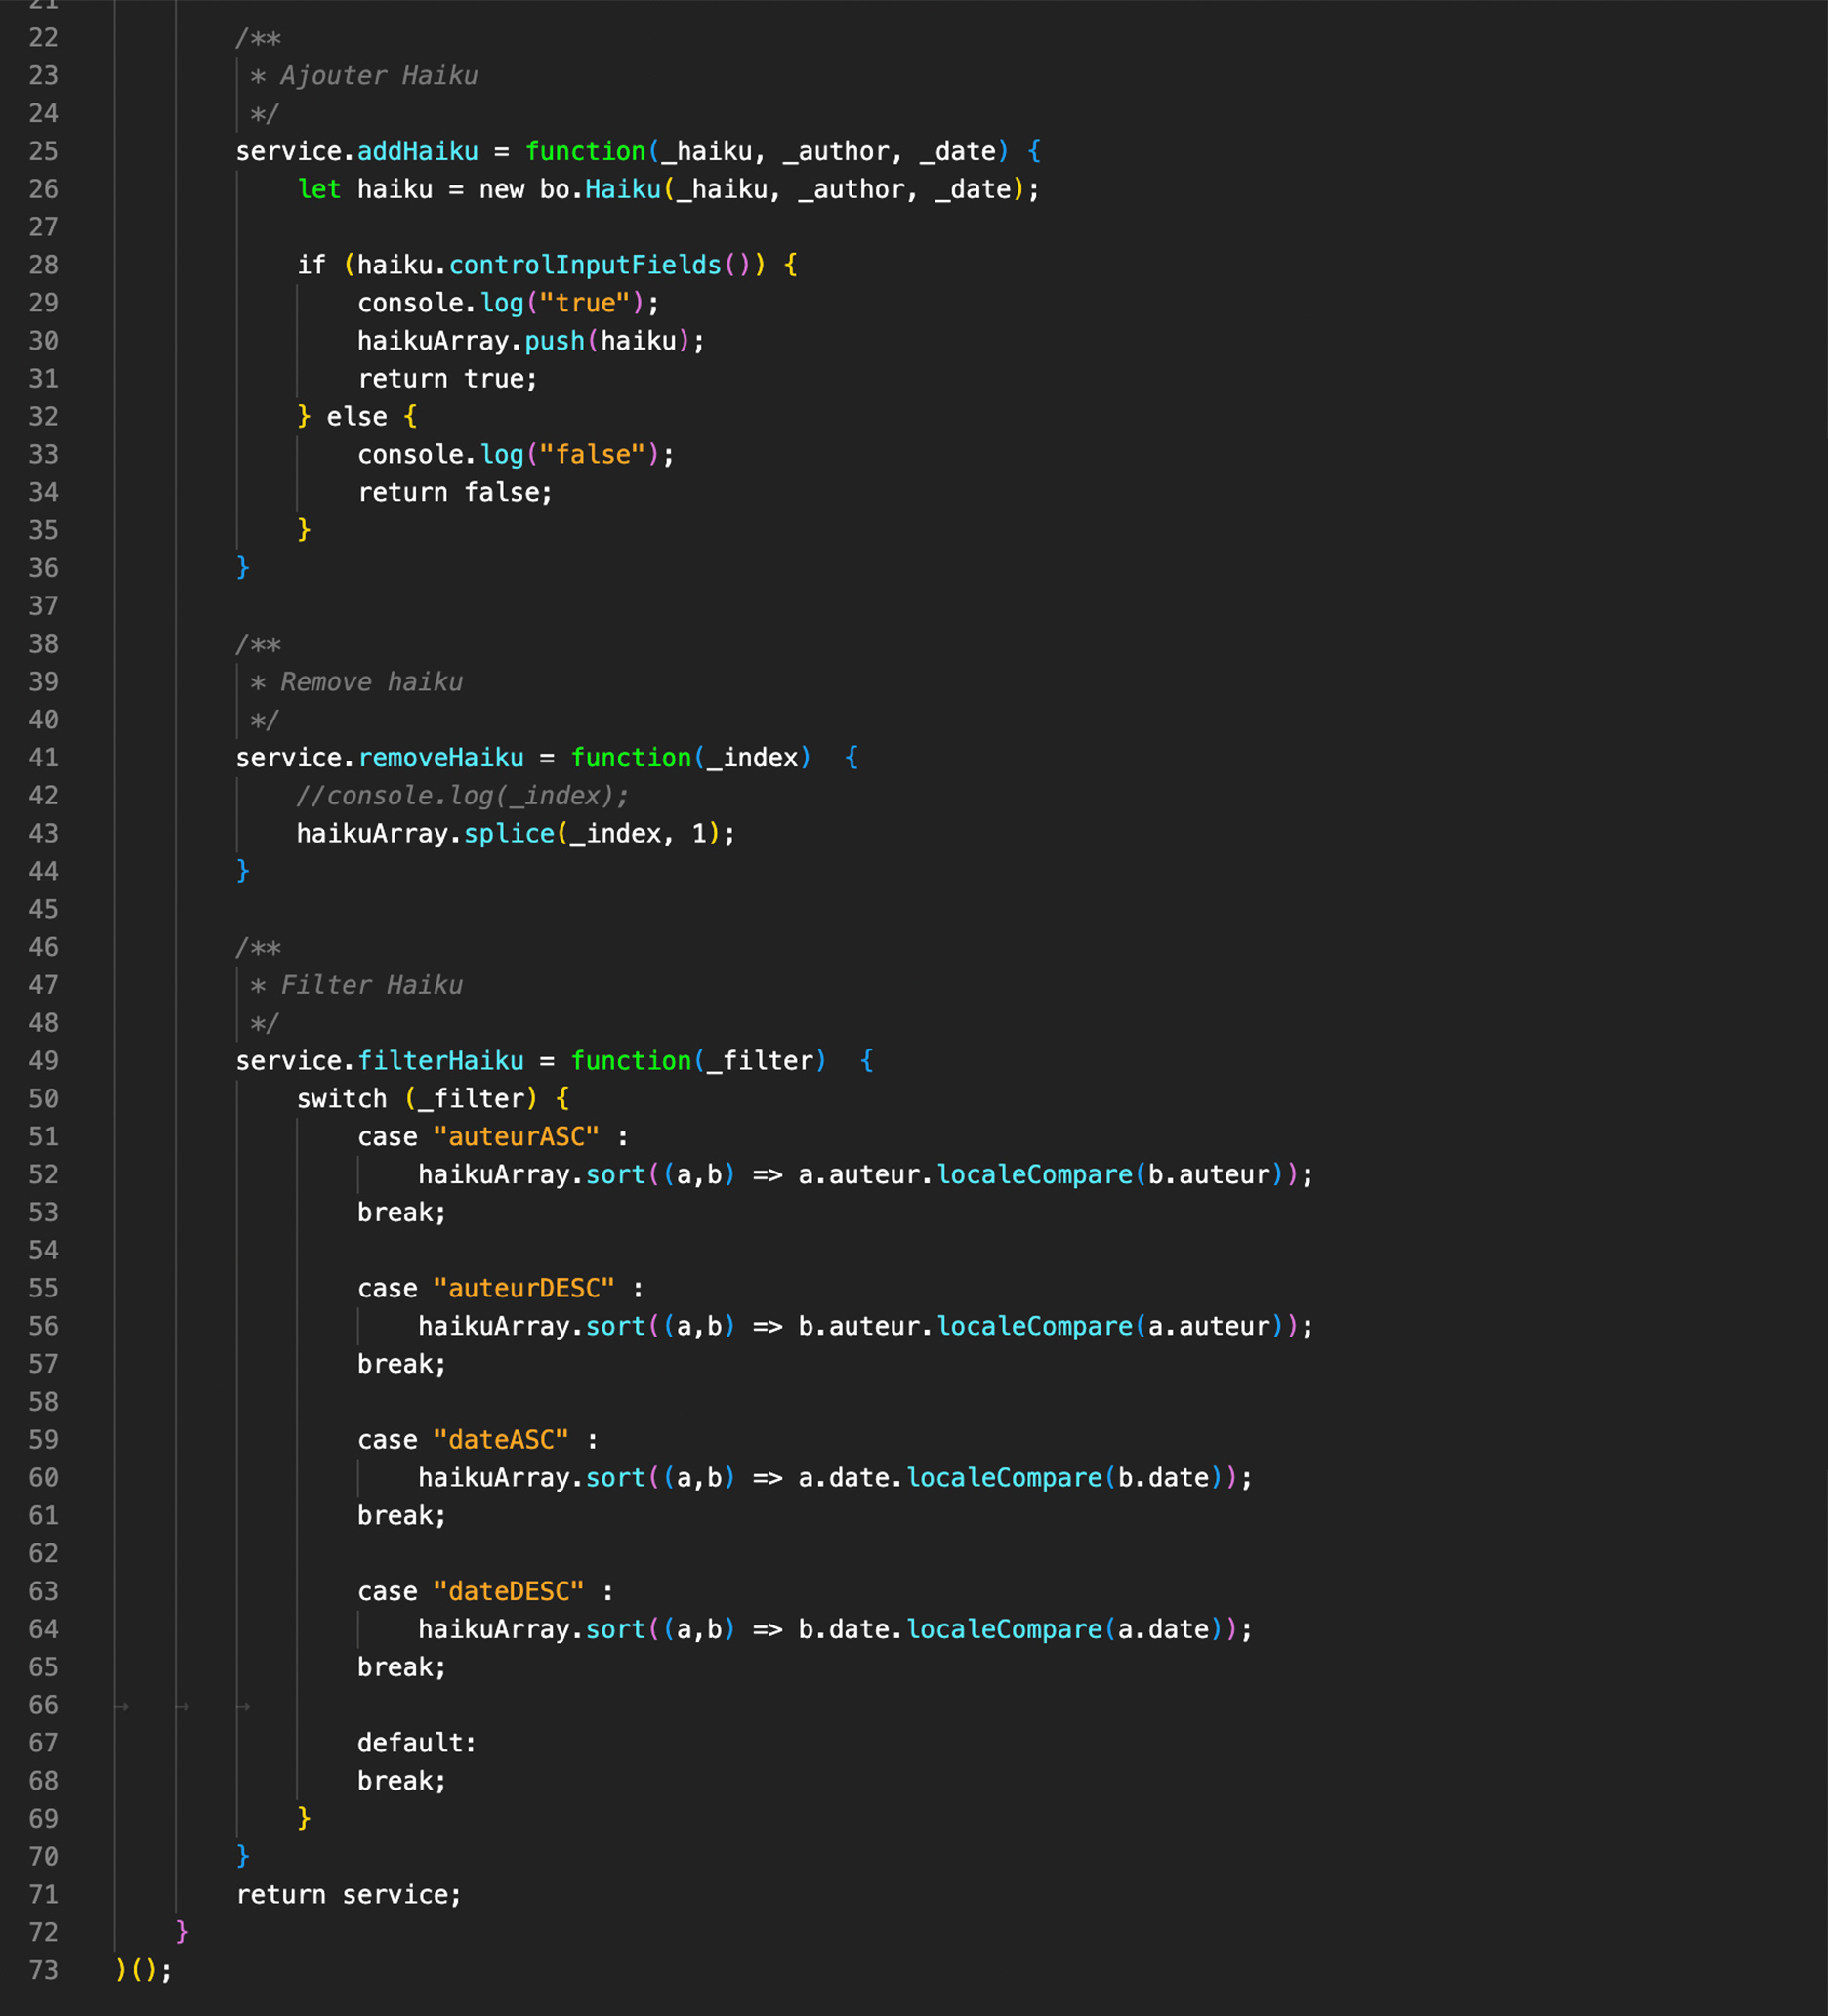 21
22 /**
23 * Ajouter Haiku
24 */
25 service.addHaiku = function(_haiku, _author, _date) {
26 let haiku = new bo.Haiku(_haiku, _author, _date);
27
28 if (haiku.controlInputFields()) {
29 console.log("true");
30 haikuArray.push(haiku);
31 return true;
32 } else {
33 console.log("false");
34 return false;
35 }
36 }
37
38 /**
39 * Remove haiku
40 */
41 service.removeHaiku = function(_index)  {
42 //console.log(_index);
43 haikuArray.splice(_index, 1);
44 }
45
46 /**
47 * Filter Haiku
48 */
49 service.filterHaiku = function(_filter)  {
50 switch (_filter) {
51 case "auteurASC" :
52 haikuArray.sort((a,b) => a.auteur.localeCompare(b.auteur));
53 break;
54
55 case "auteurDESC" :
56 haikuArray.sort((a,b) => b.auteur.localeCompare(a.auteur));
57 break;
58
59 case "dateASC" :
60 haikuArray.sort((a,b) => a.date.localeCompare(b.date));
61 break;
62
63 case "dateDESC" :
64 haikuArray.sort((a,b) => b.date.localeCompare(a.date));
65 break;
66
67 default:
68 break;
69 }
70 }
71 return service;
72 }
73 )();